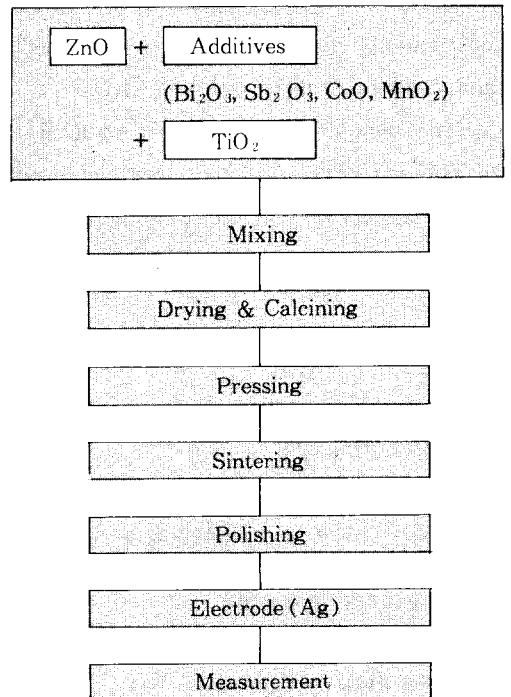 ZnO + Additives
(Bi₂O₃, Sb₂O₃, CoO, MnO₂)
+ TiO₂
Mixing
Drying & Calcining
Pressing
Sintering
Polishing
Electrode (Ag)
Measurement